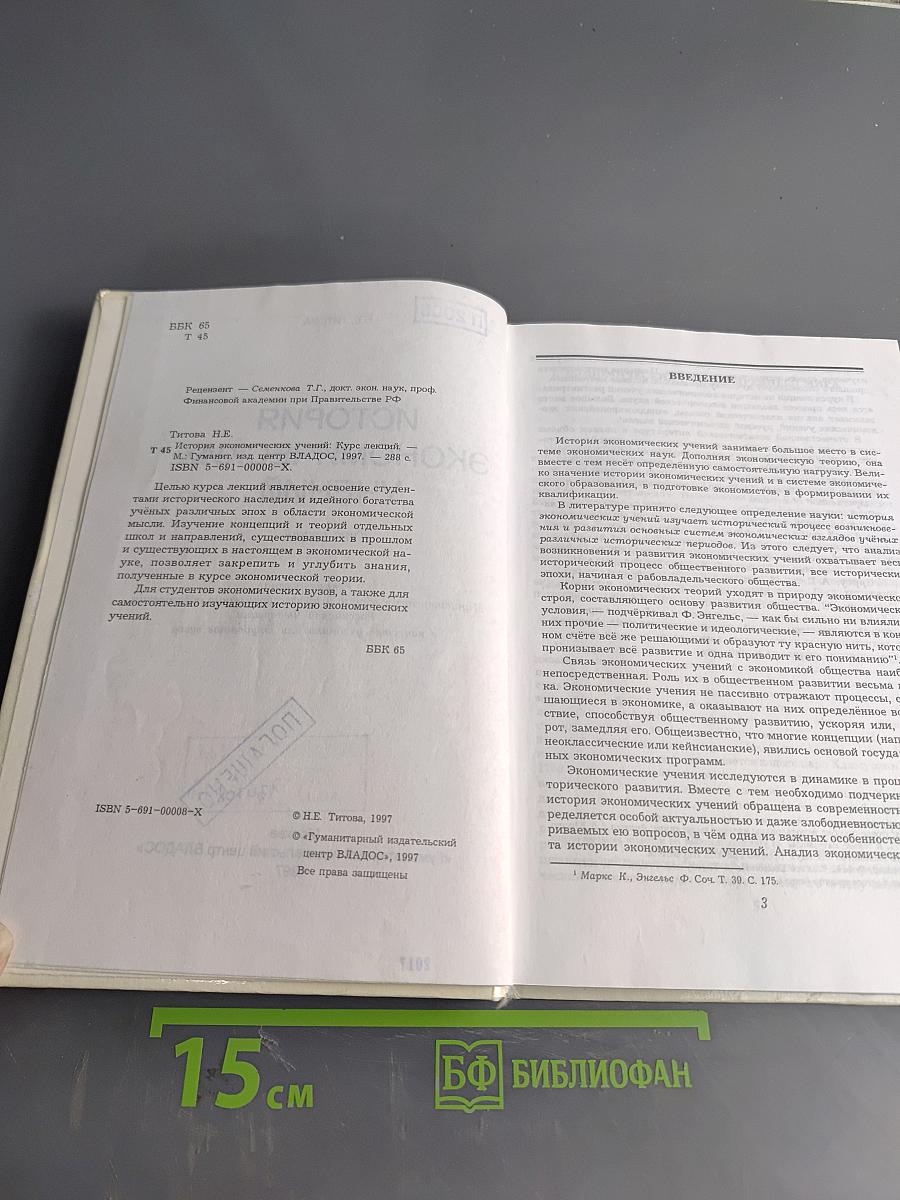 ББК 65
Т 45
Рецензент — Семенкова Т.Г., докт. экон. наук, проф.
Финансовой академии при Правительстве РФ
Титова Н.Е.
Т 45 История экономических учений: Курс лекций. —
М.: Гуманит. изд. центр ВЛАДОС, 1997. — 288 с.
ISBN 5-691-00008-X.
Целью курса лекций является освоение студен-
тами исторического наследия и идейного богатства
учёных различных эпох в области экономической
мысли. Изучение концепций и теорий отдельных
школ и направлений, существовавших в прошлом
и существующих в настоящем в экономической на-
уке, позволяет закрепить и углубить знания,
полученные в курсе экономической теории.
Для студентов экономических вузов, а также для
самостоятельно изучающих историю экономических
учений.
ББК 65
ISBN 5-691-00008-X
© Н.Е. Титова, 1997
© «Гуманитарный издательский
центр ВЛАДОС», 1997
Все права защищены
ВВЕДЕНИЕ
История экономических учений занимает большое место в сис-
теме экономических наук. Дополняя экономическую теорию, она
вместе с тем несёт определённую самостоятельную нагрузку. Вели-
ко значение истории экономических учений и в системе экономиче-
ского образования, в подготовке экономистов, в формировании их
квалификации.
В литературе принято следующее определение науки: история
экономических учений изучает исторический процесс возникнове-
ния и развития основных систем экономических взглядов учёных
различных исторических периодов. Из этого следует, что анализ
возникновения и развития экономических учений охватывает весь
исторический процесс общественного развития, все исторически
эпохи, начиная с рабовладельческого общества.
Корни экономических теорий уходят в природу экономическо
строя, составляющего основу развития общества. “Экономическ
условия, — подчёркивал Ф. Энгельс, — как бы сильно ни влияли
них прочие — политические и идеологические, — являются в кон
ном счёте всё же решающими и образуют ту красную нить, кото
пронизывает всё развитие и одна приводит к его пониманию”¹.
Связь экономических учений с экономикой общества наиб
непосредственная. Роль их в общественном развитии весьма
ка. Экономические учения не пассивно отражают процессы, с
шающиеся в экономике, а оказывают на них определённое во
ствие, способствуя общественному развитию, ускоряя или,
рот, замедляя его. Общеизвестно, что многие концепции (нап
неоклассические или кейнсианские), явились основой госуда
ных экономических программ.
Экономические учения исследуются в динамике в проц
торического развития. Вместе с тем необходимо подчерк
история экономических учений обращена в современность
ределяется особой актуальностью и даже злободневностью
риваемых ею вопросов, в чём одна из важных особенносте
та истории экономических учений. Анализ экономическ
¹ Маркс К., Энгельс Ф. Соч. Т. 39. С. 175.
3
15 см
БФ БИБЛИОФАН